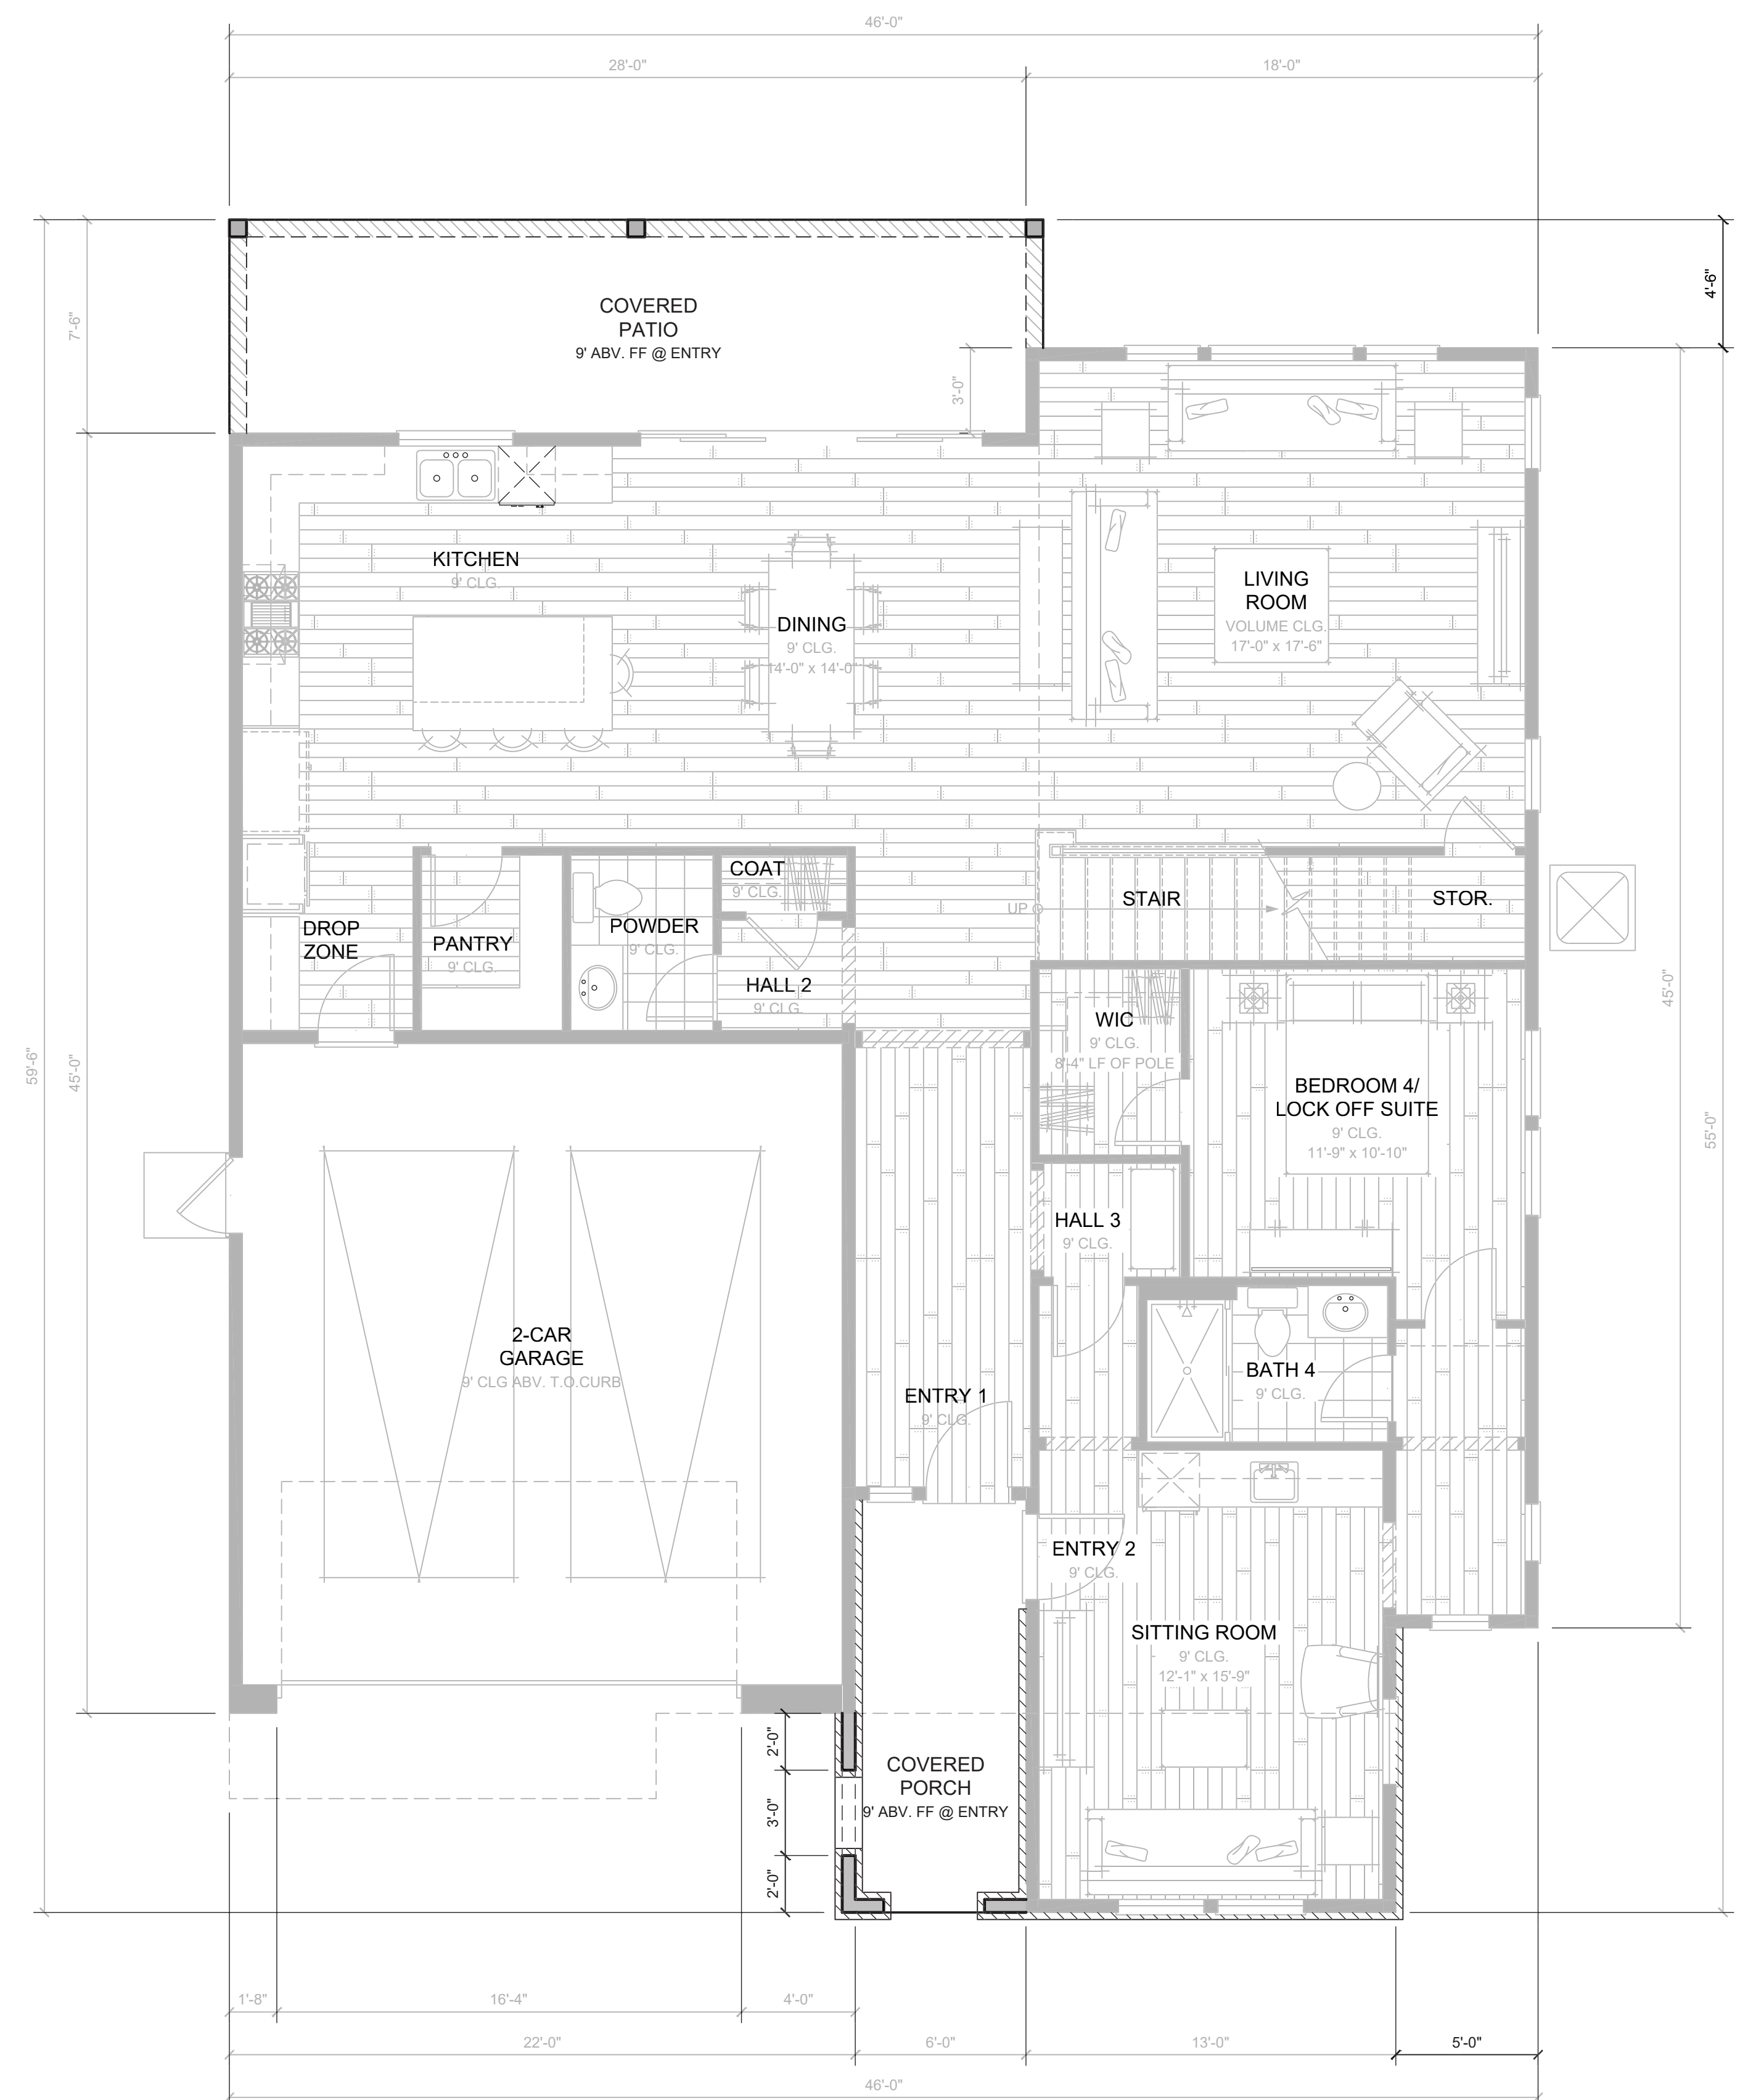 46'-0"
28'-0"
18'-0"
4'-6"
7'-6"
COVERED
PATIO
9' ABV. FF @ ENTRY
3'-0"
KITCHEN
9' CLG.
DINING
9' CLG.
14'-0" x 14'-0"
LIVING
ROOM
VOLUME CLG.
17'-0" x 17'-6"
COAT
9' CLG.
DROP
ZONE
PANTRY
9' CLG.
POWDER
9' CLG.
HALL 2
9' CLG.
UP
STAIR
STOR.
45'-0"
59'-6"
45'-0"
55'-0"
WIC
9' CLG.
8'-4" LF OF POLE
BEDROOM 4/
LOCK OFF SUITE
9' CLG.
11'-9" x 10'-10"
HALL 3
9' CLG.
2-CAR
GARAGE
9' CLG ABV. T.O.CURB
ENTRY 1
9' CLG.
BATH 4
9' CLG.
ENTRY 2
9' CLG.
SITTING ROOM
9' CLG.
12'-1" x 15'-9"
2'-0"
3'-0"
2'-0"
COVERED
PORCH
9' ABV. FF @ ENTRY
1'-8"
16'-4"
4'-0"
22'-0"
6'-0"
13'-0"
5'-0"
46'-0"